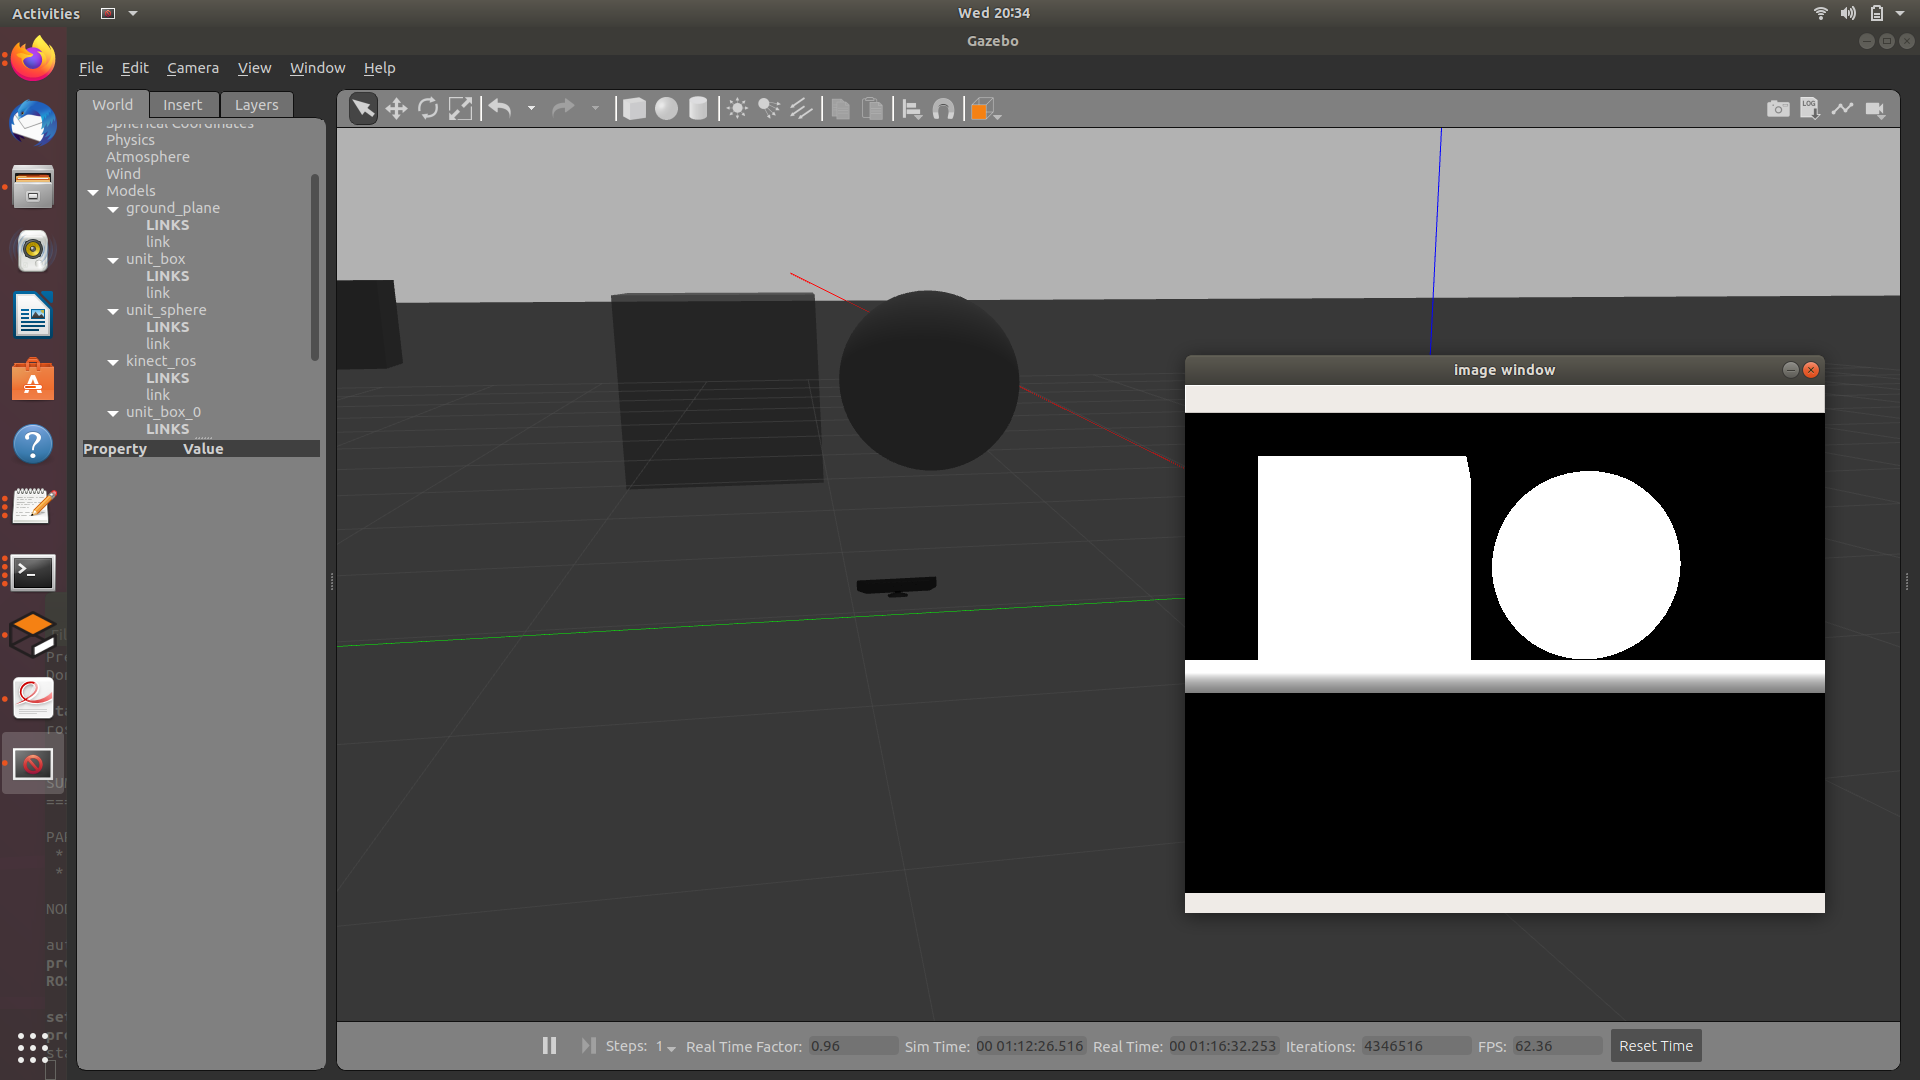 Activities
Wed 20:34
Gazebo
File Edit Camera View Window Help
World Insert Layers
Spherical Coordinates
Physics
Atmosphere
Wind
Models
ground_plane
LINKS
link
unit_box
LINKS
link
unit_sphere
LINKS
link
kinect_ros
LINKS
link
unit_box_0
LINKS
Property Value
LOG
image window
Steps: 1 Real Time Factor: 0.96 Sim Time: 00 01:12:26.516 Real Time: 00 01:16:32.253 Iterations: 4346516 FPS: 62.36 Reset Time